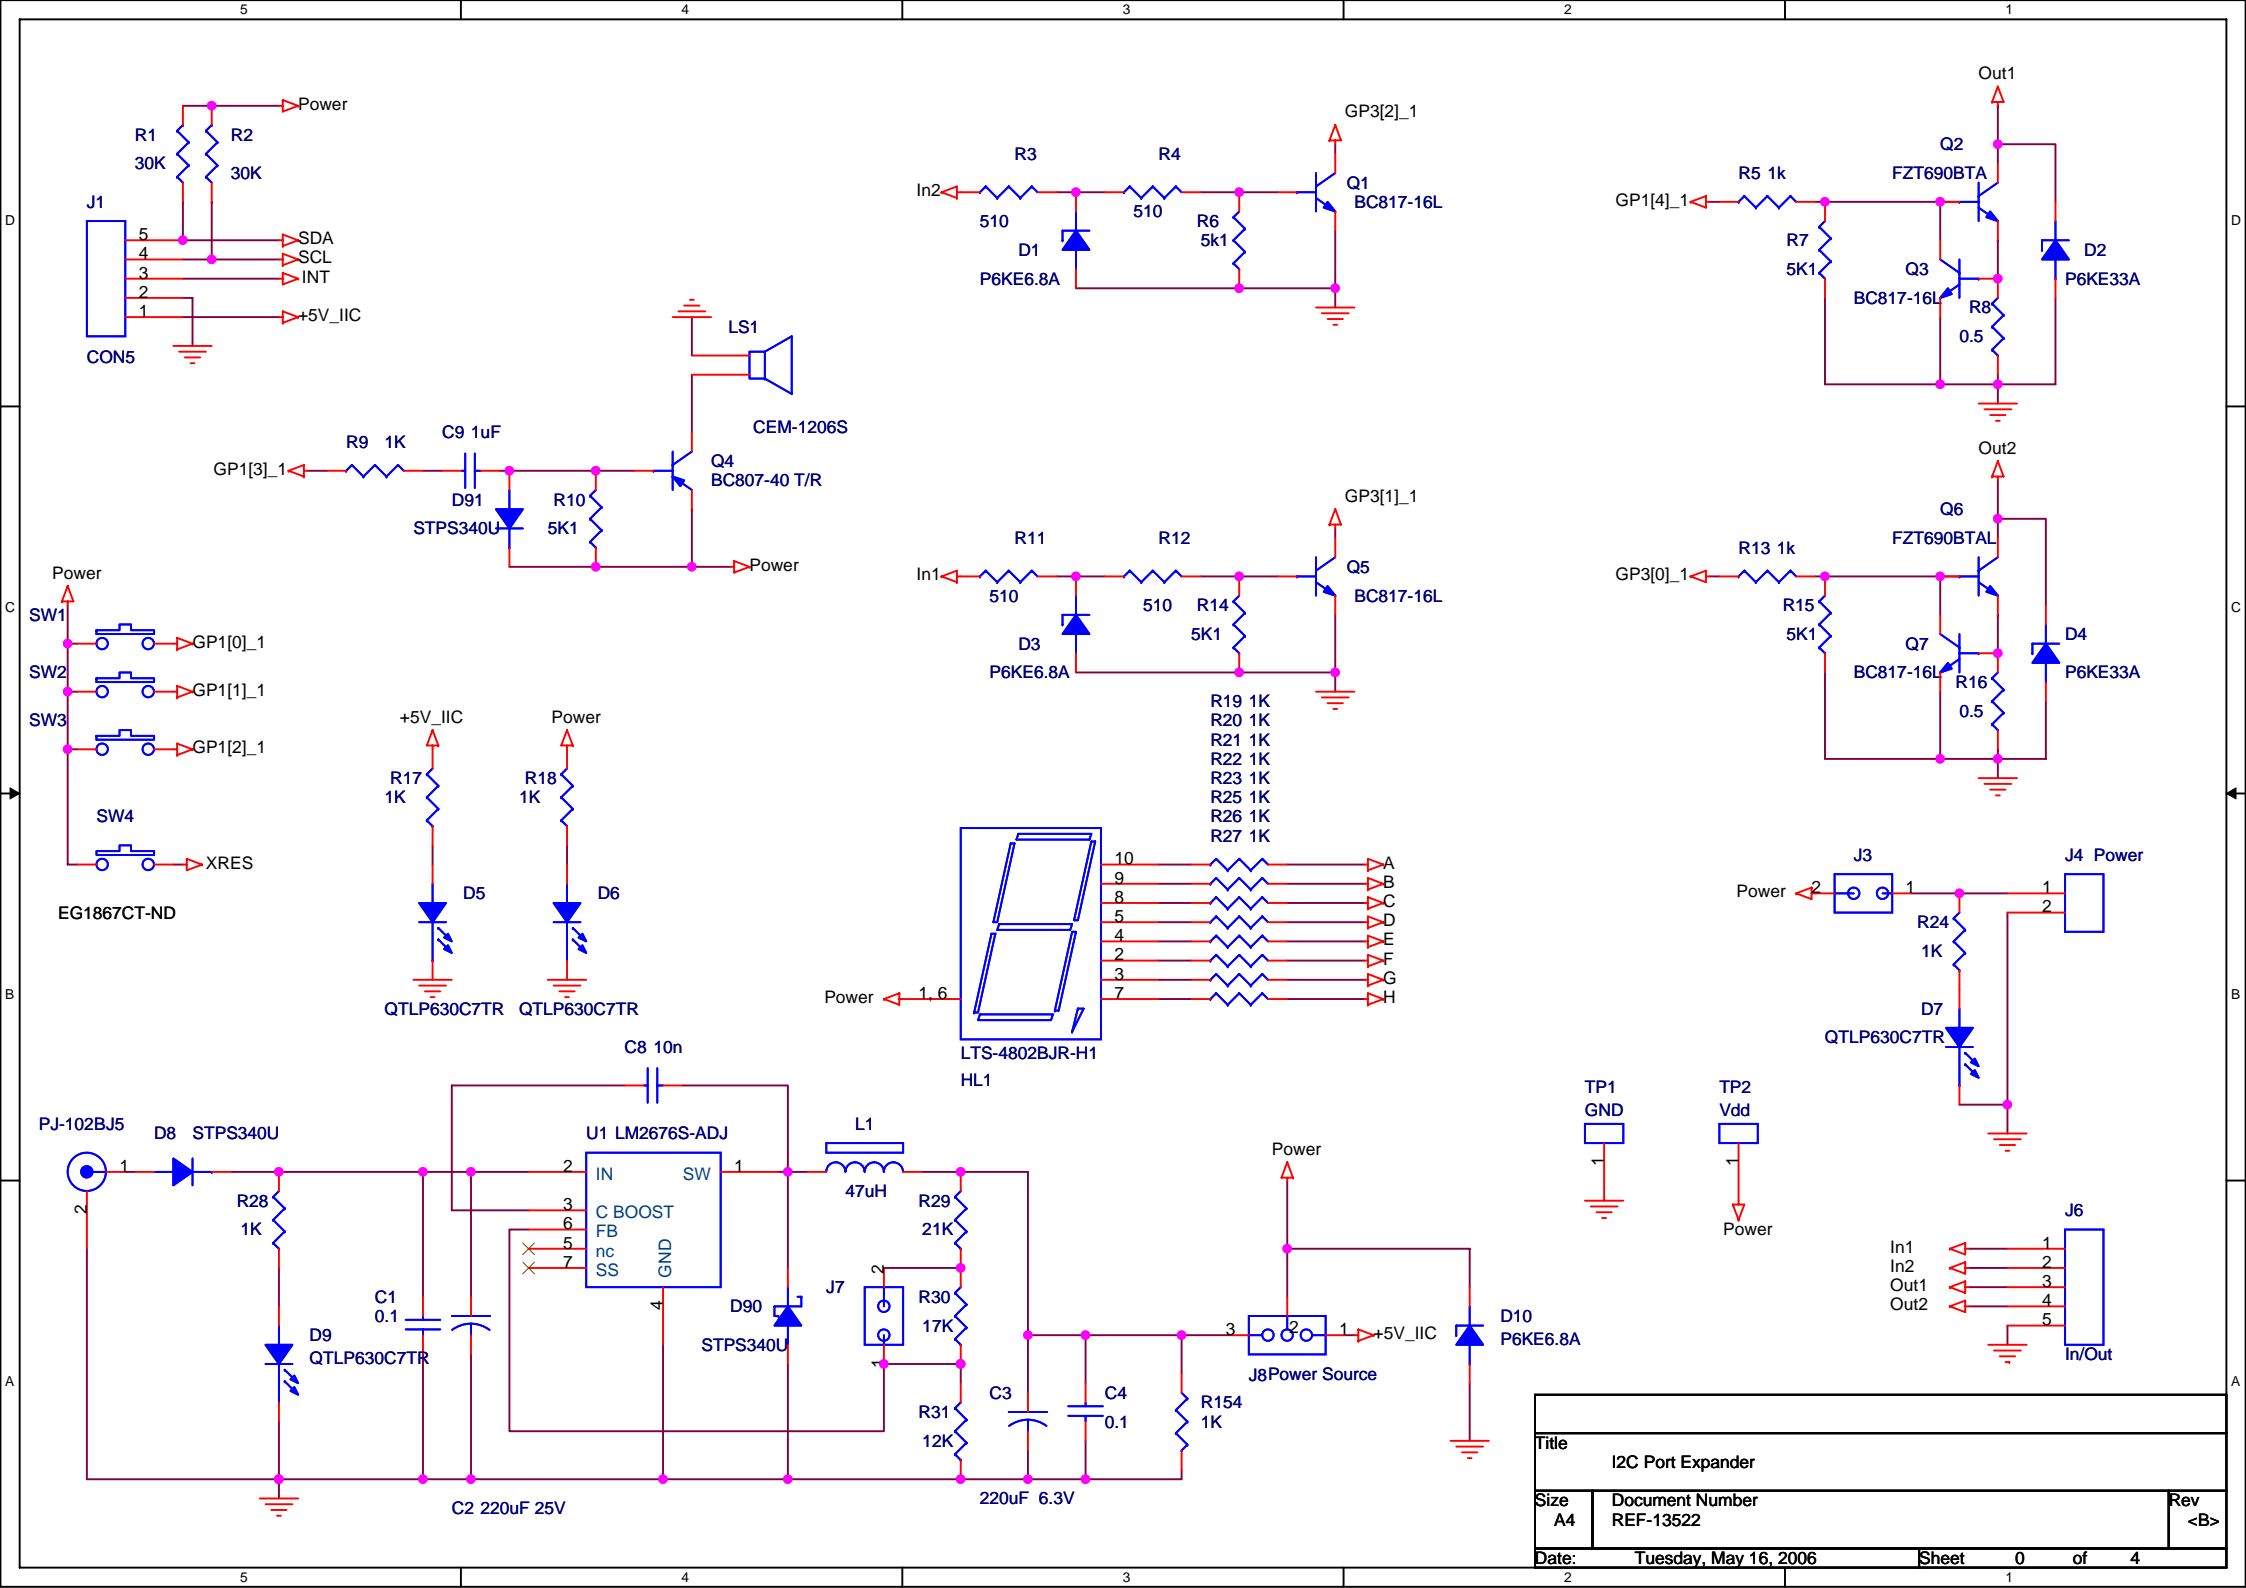 5 4 3 2 1
D
C
B
A
D
C
B
A
Power
R1
30K
R2
30K
J1
5
4
3
2
1
SDA
SCL
INT
+5V_IIC
CON5
LS1
CEM-1206S
GP1[3]_1
R9 1K
C9 1uF
D91
STPS340U
R10
5K1
Q4
BC807-40 T/R
Power
In2
R3
510
R4
510
D1
P6KE6.8A
R6
5k1
GP3[2]_1
Q1
BC817-16L
Out1
Q2
FZT690BTA
R5 1k
GP1[4]_1
R7
5K1
Q3
BC817-16L
R8
0.5
D2
P6KE33A
In1
R11
510
R12
510
D3
P6KE6.8A
R14
5K1
GP3[1]_1
Q5
BC817-16L
Out2
Q6
FZT690BTAL
R13 1k
GP3[0]_1
R15
5K1
Q7
BC817-16L
R16
0.5
D4
P6KE33A
Power
SW1
GP1[0]_1
SW2
GP1[1]_1
SW3
GP1[2]_1
SW4
XRES
EG1867CT-ND
+5V_IIC
R17
1K
D5
QTLP630C7TR
Power
R18
1K
D6
QTLP630C7TR
R19 1K
R20 1K
R21 1K
R22 1K
R23 1K
R25 1K
R26 1K
R27 1K
10 A
9 B
8 C
5 D
4 E
2 F
3 G
7 H
Power 1, 6
LTS-4802BJR-H1
HL1
J3
Power 2 1
J4 Power
1
2
R24
1K
D7
QTLP630C7TR
TP1
GND
1
TP2
Vdd
1
Power
C8 10n
PJ-102BJ5
1
2
D8 STPS340U
R28
1K
D9
QTLP630C7TR
C1
0.1
C2 220uF 25V
U1 LM2676S-ADJ
2 IN
SW 1
3 C BOOST
6 FB
5 nc
7 SS
GND
4
L1
47uH
D90
STPS340U
J7
2
1
R29
21K
R30
17K
R31
12K
C3
220uF 6.3V
C4
0.1
R154
1K
Power
3 2 1 +5V_IIC
J8Power Source
D10
P6KE6.8A
J6
In1 1
In2 2
Out1 3
Out2 4
5
In/Out
Title
I2C Port Expander
Size
A4
Document Number
REF-13522
Rev
<B>
Date: Tuesday, May 16, 2006 Sheet 0 of 4
5 4 3 2 1